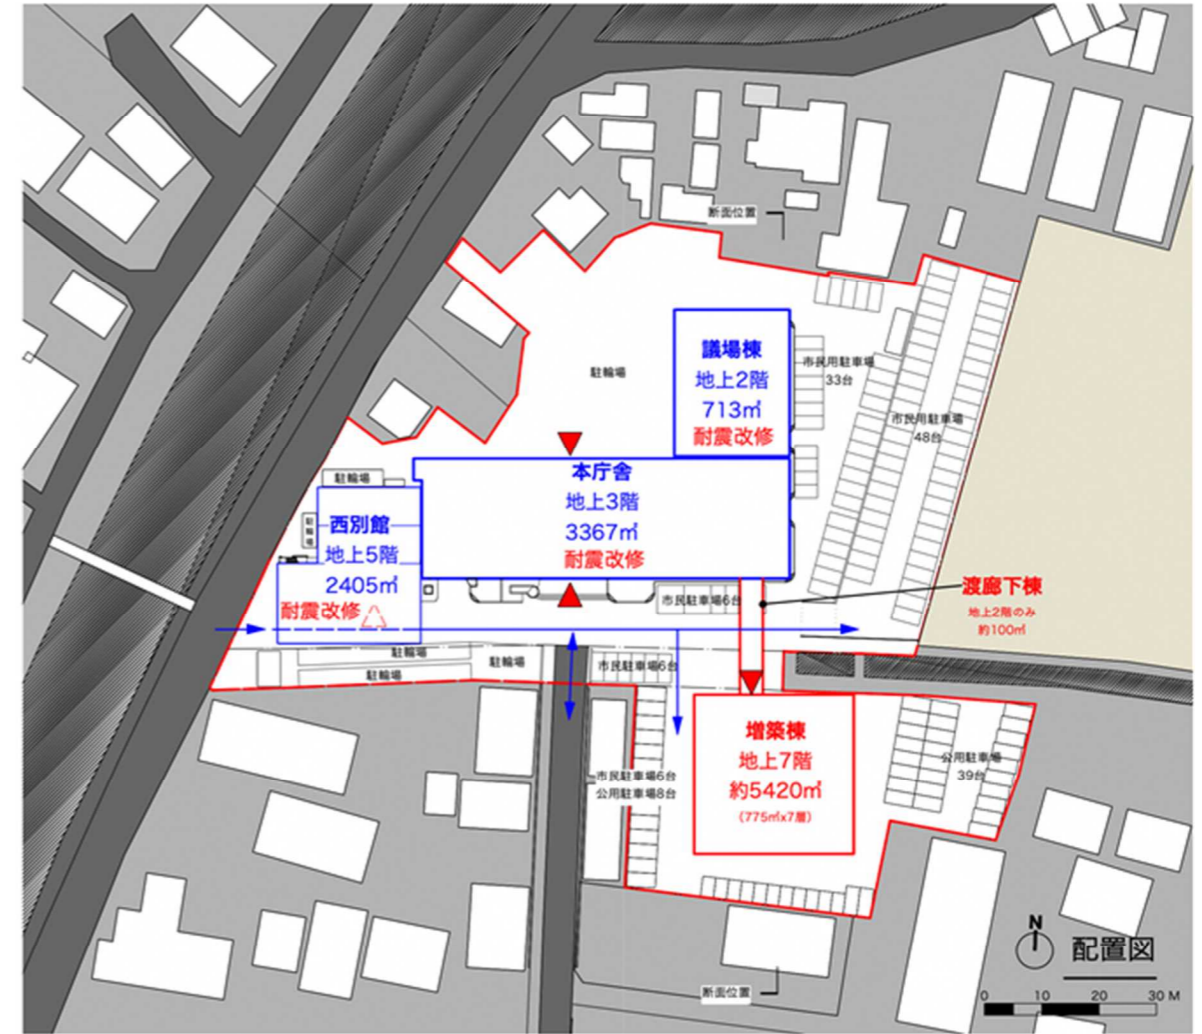 断面位置
議場棟
地上2階
713㎡
耐震改修
駐輪場
市民用駐車場
33台
市民用駐車場
48台
本庁舎
地上3階
3367㎡
耐震改修
駐輪場
駐輪場
西別館
地上5階
2405㎡
耐震改修
市民駐車場6台
渡廊下棟
地上2階のみ
約100㎡
駐輪場
駐輪場
駐輪場
市民駐車場6台
増築棟
地上7階
約5420㎡
(775㎡x7層)
公用駐車場
39台
市民駐車場6台
公用駐車場8台
断面位置
N
配置図
0 10 20 30 M